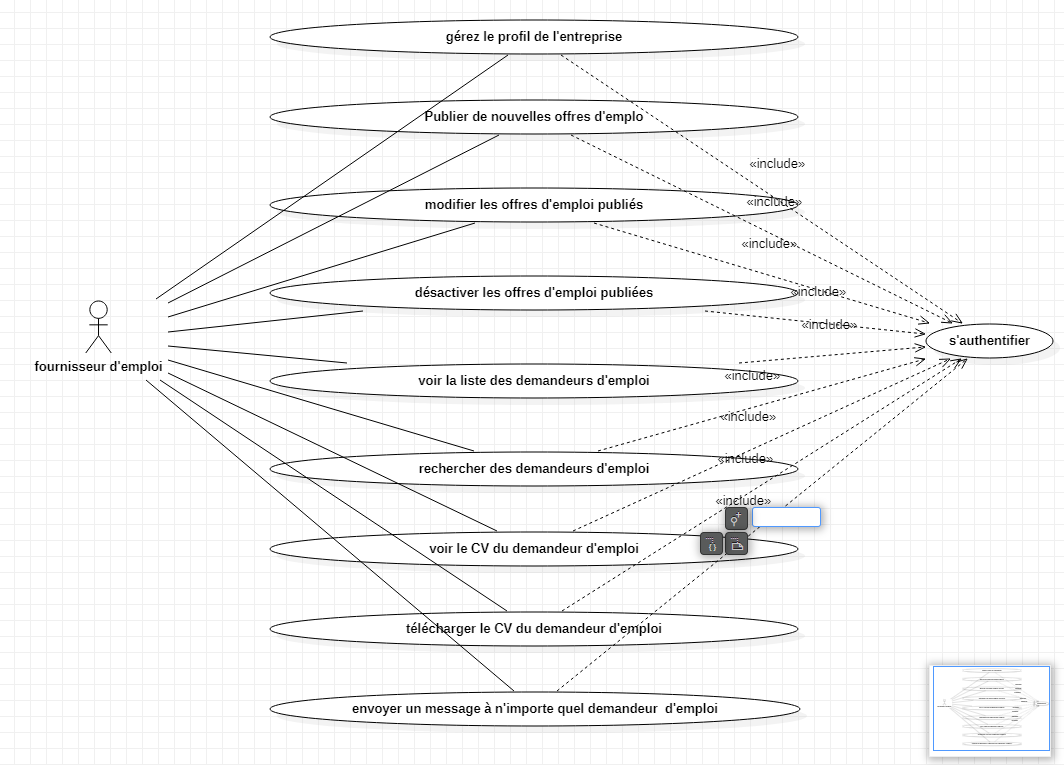 gérez le profil de l'entreprise
Publier de nouvelles offres d'emplo
«include»
«include»
modifier les offres d'emploi publiés
«include»
désactiver les offres d'emploi publiées
«include»
«include»
s'authentifier
fournisseur d'emploi
voir la liste des demandeurs d'emploi
«include»
«include»
rechercher des demandeurs d'emploi
«include»
«include»
voir le CV du demandeur d'emploi
télécharger le CV du demandeur d'emploi
envoyer un message à n'importe quel demandeur  d'emploi